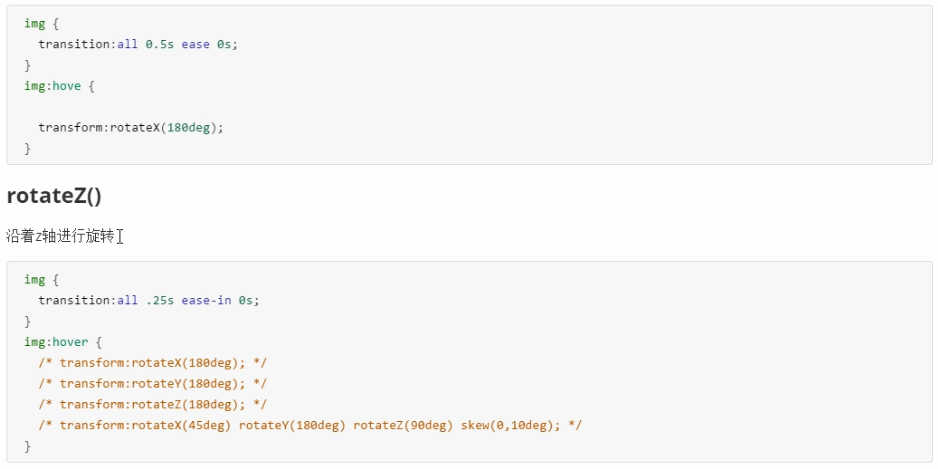 img {
transition:all 0.5s ease 0s;
}
img:hove {
transform:rotateX(180deg);
}
rotateZ()
沿着z轴进行旋转
img {
transition:all .25s ease-in 0s;
}
img:hover {
/* transform:rotateX(180deg); */
/* transform:rotateY(180deg); */
/* transform:rotateZ(180deg); */
/* transform:rotateX(45deg) rotateY(180deg) rotateZ(90deg) skew(0,10deg); */
}